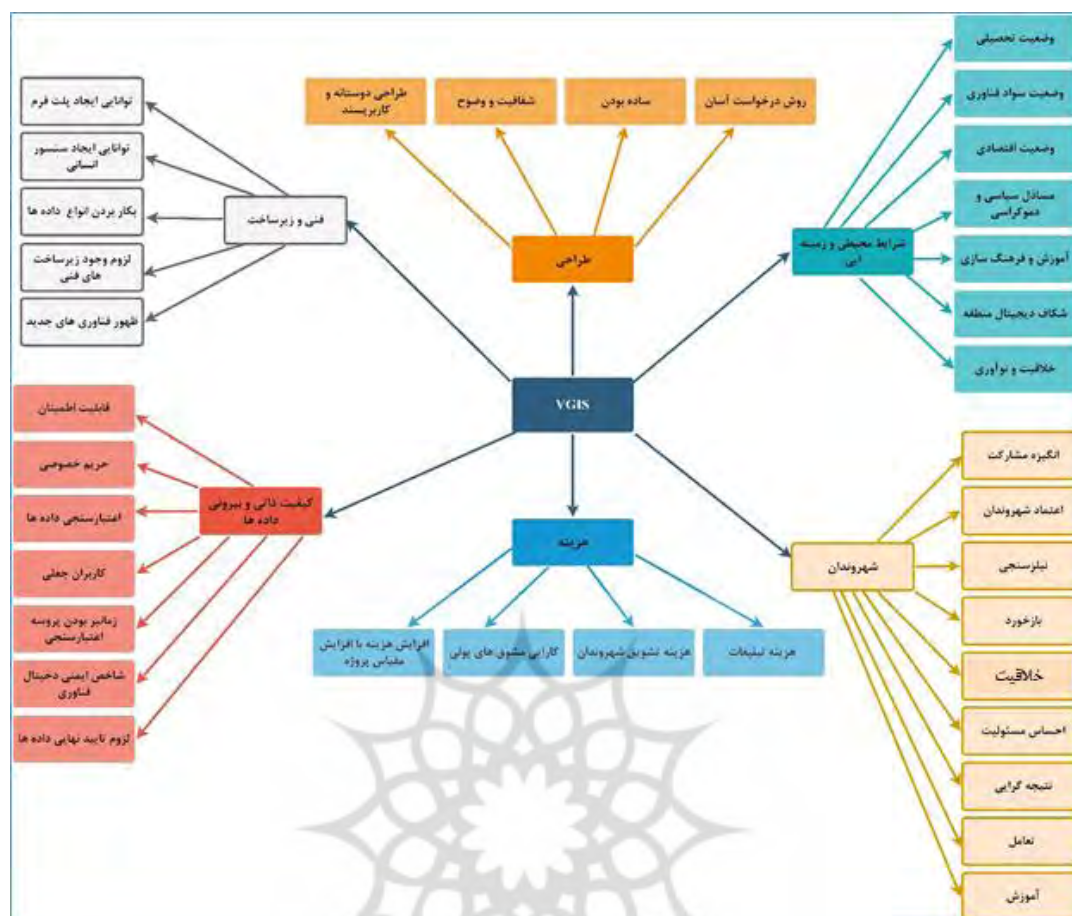 وضعیت تحصیلی
وضعیت سواد فناوری
وضعیت اقتصادی
مسائل سیاسی و
دموکراسی
آموزش و فرهنگ سازی
شکاف دیجیتال منطقه
خلاقیت و نوآوری
شرایط محیطی و زمینه
ایی
روش درخواست آسان
ساده بودن
شفافیت و وضوح
طراحی دوستانه و
کاربرپسند
طراحی
توانایی ایجاد پلت فرم
توانایی ایجاد سنسور
انسانی
بکار بردن انواع داده ها
لزوم وجود زیرساخت
های فنی
ظهور فناوری های جدید
فنی و زیرساخت
VGIS
انگیزه مشارکت
اعتماد شهروندان
نیازسنجی
بازخورد
خلاقیت
احساس مسئولیت
نتیجه گرایی
تعامل
آموزش
شهروندان
هزینه
هزینه تبلیغات
هزینه تشویق شهروندان
کارایی مشوق های پولی
افزایش هزینه با افزایش
مقیاس پروژه
کیفیت ذاتی و بیرونی
داده ها
قابلیت اطمینان
حریم خصوصی
اعتبارسنجی داده ها
کاربران جعلی
زمانبر بودن پروسه
اعتبارسنجی
شاخص ایمنی دیجیتال
فناوری
لزوم تایید نهایی داده ها